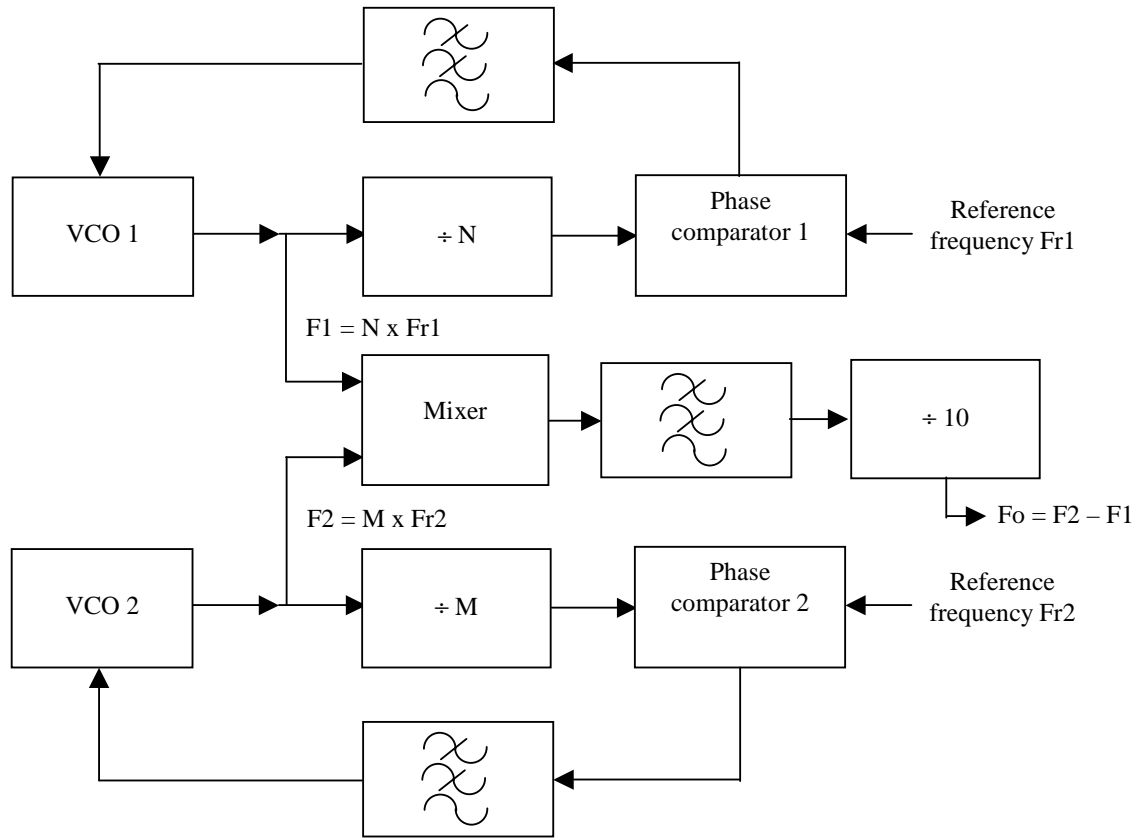 VCO 1
÷ N
Phase
comparator 1
Reference
frequency Fr1
F1 = N x Fr1
Mixer
÷ 10
F2 = M x Fr2
Fo = F2 – F1
VCO 2
÷ M
Phase
comparator 2
Reference
frequency Fr2